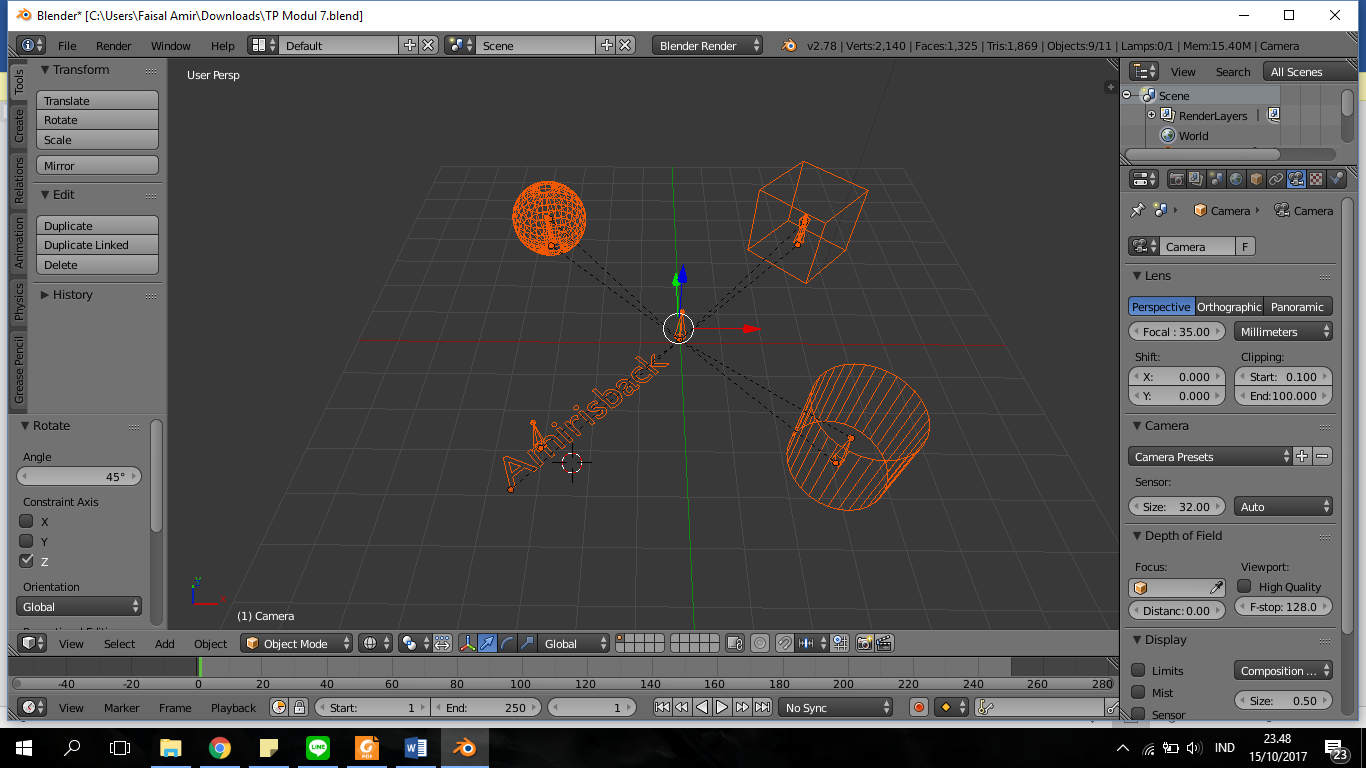 Blender* [C:\Users\Faisal Amir\Downloads\TP Modul 7.blend]
File Render Window Help Default Scene Blender Render v2.78 | Verts:2,140 | Faces:1,325 | Tris:1,869 | Objects:9/11 | Lamps:0/1 | Mem:15.40M | Camera
Tools
Create
Relations
Animation
Physics
Grease Pencil
Transform
Translate
Rotate
Scale
Mirror
Edit
Duplicate
Duplicate Linked
Delete
History
Rotate
Angle
45°
Constraint Axis
X
Y
Z
Orientation
Global
User Persp
Amirisback
(1) Camera
View Select Add Object Object Mode Global
-40 -20 0 20 40 60 80 100 120 140 160 180 200 220 240 260 280
View Marker Frame Playback Start: 1 End: 250 1 No Sync
View Search All Scenes
Scene
RenderLayers
World
Camera Camera
Camera F
Lens
Perspective Orthographic Panoramic
Focal : 35.00 Millimeters
Shift: Clipping:
X: 0.000 Start: 0.100
Y: 0.000 End:100.000
Camera
Camera Presets
Sensor:
Size: 32.00 Auto
Depth of Field
Focus: Viewport:
High Quality
Distanc: 0.00 F-stop: 128.0
Display
Limits Composition ...
Mist Size: 0.50
Sensor
IND
23.48
15/10/2017
23